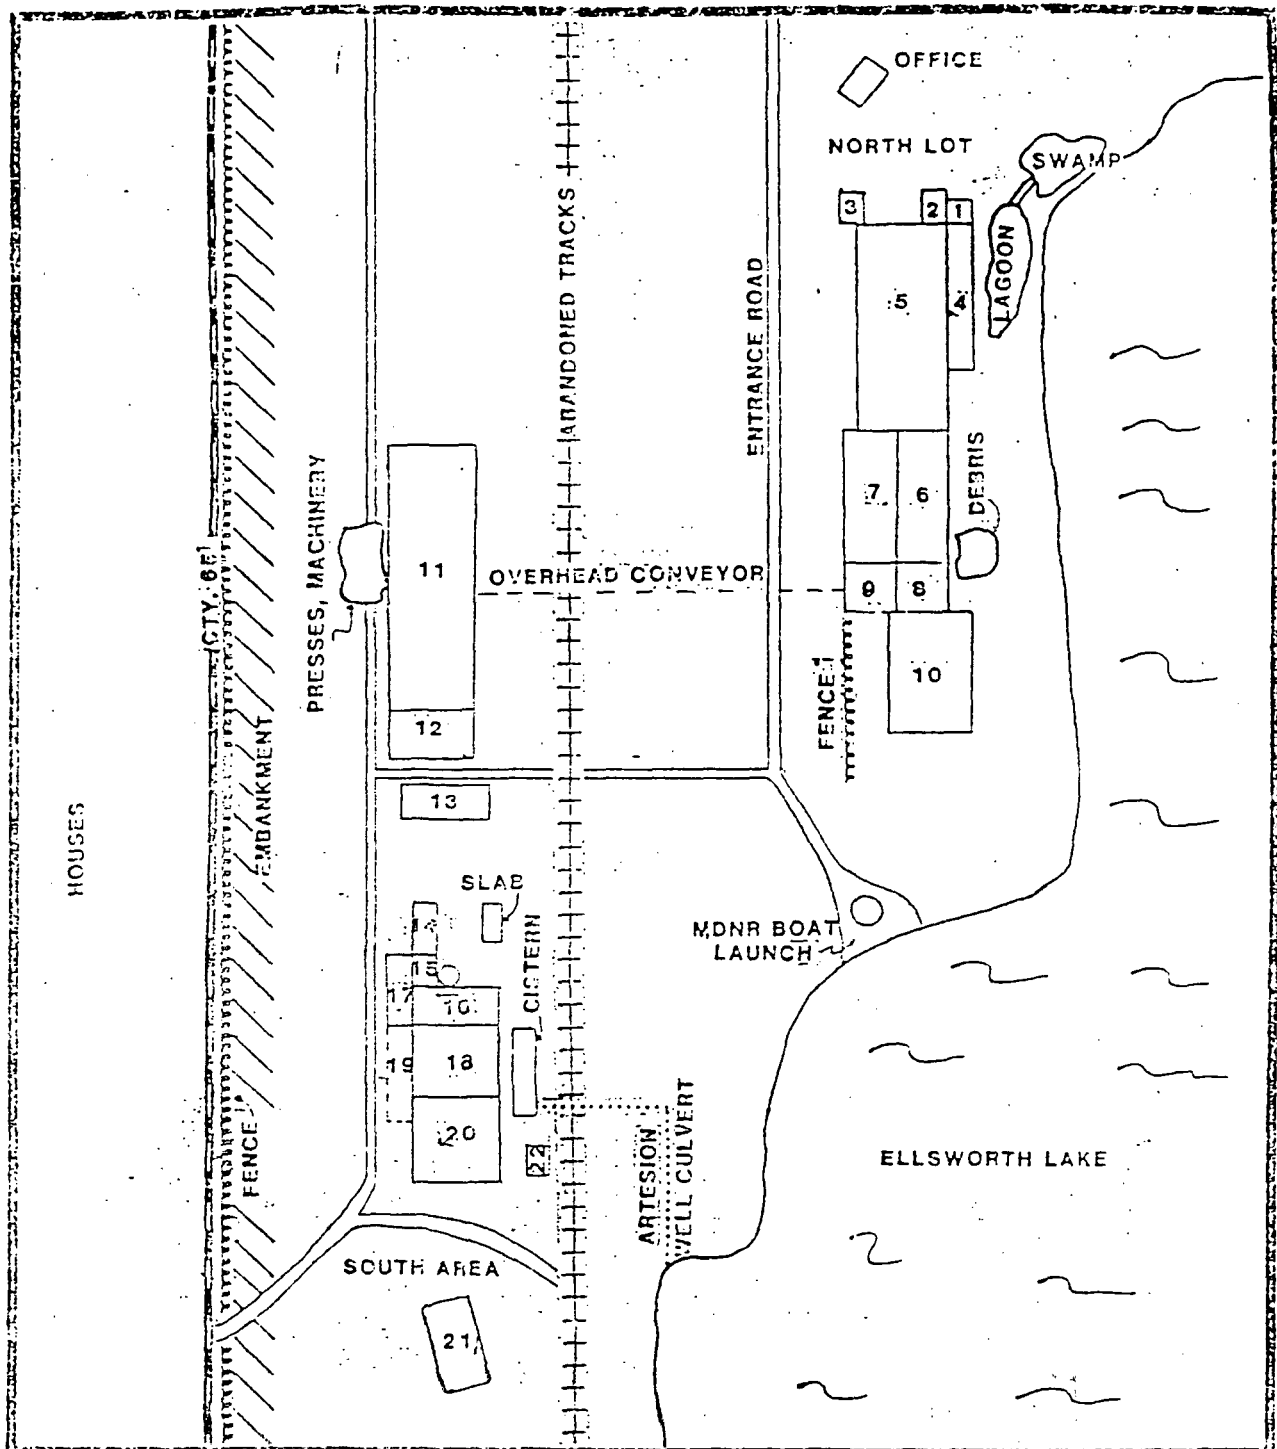 OFFICE
NORTH LOT
SWAMP
3
2
1
LAGOON
5
4
ABANDONED TRACKS
ENTRANCE ROAD
DEBRIS
7
6
PRESSES, MACHINERY
11
OVERHEAD CONVEYOR
9
8
FENCE
10
12
EMBANKMENT
13
HOUSES
SLAB
MDNR BOAT
LAUNCH
CISTERN
14
15
17
16
19
18
20
22
FENCE
ARTESION
WELL CULVERT
ELLSWORTH LAKE
SOUTH AREA
21